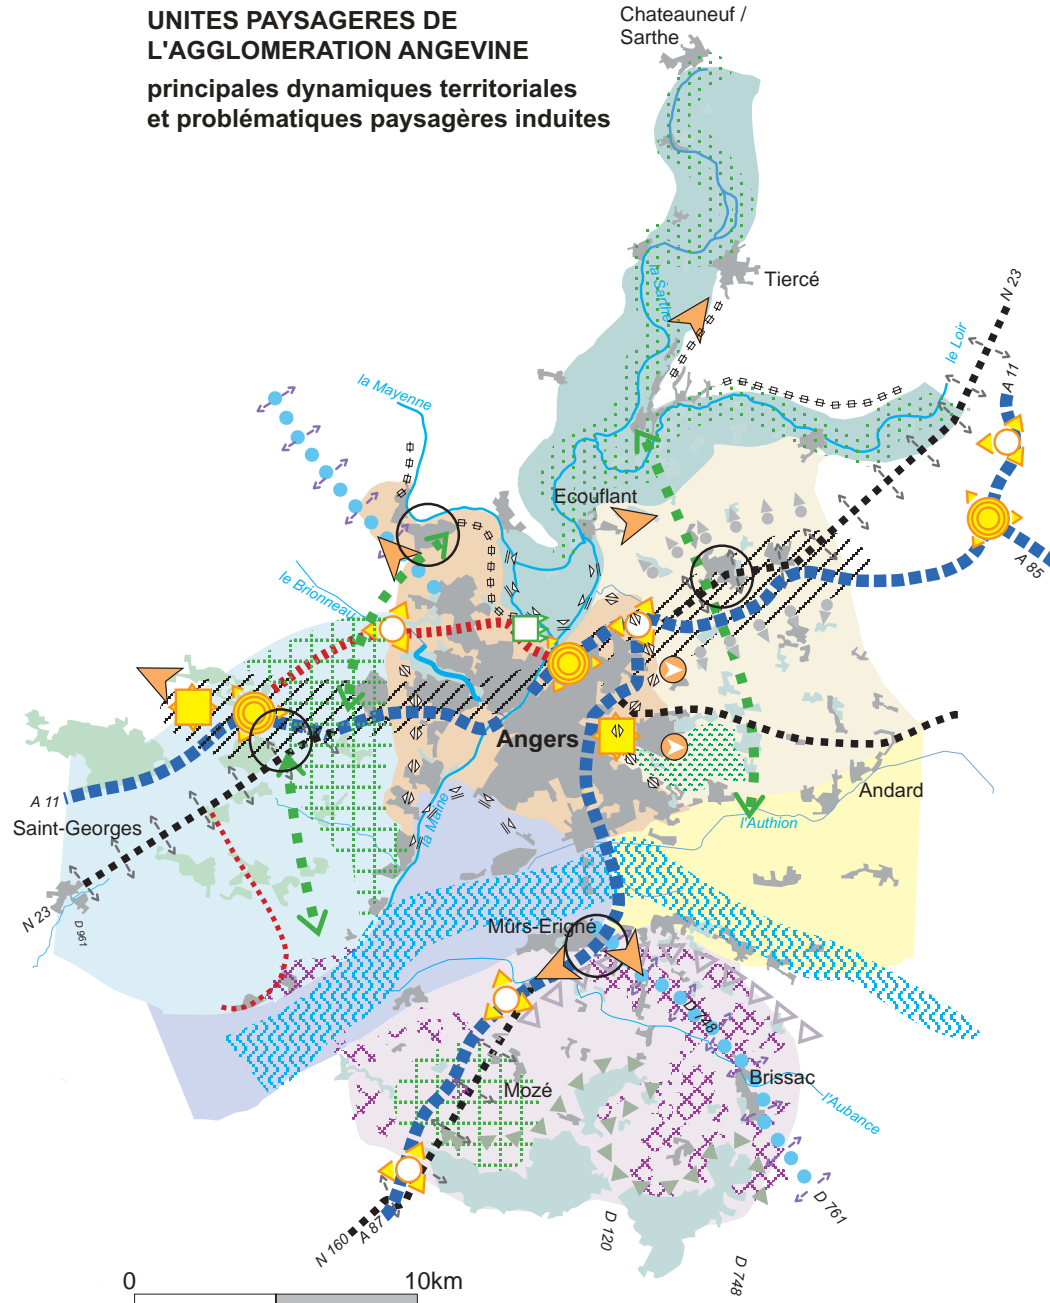 UNITES PAYSAGERES DE
L'AGGLOMERATION ANGEVINE
principales dynamiques territoriales
et problématiques paysagères induites
Chateauneuf /
Sarthe
Tiercé
la Sarthe
N 23
le Loir
A 11
la Mayenne
Ecouflant
A 85
le Brionneau
Angers
A 11
Andard
Saint-Georges
la Maine
l'Authion
N 23
D 961
Mûrs-Erigné
D 748
Mozé
Brissac
l'Aubance
D 761
N 160
A 87
D 120
D 748
0
10km